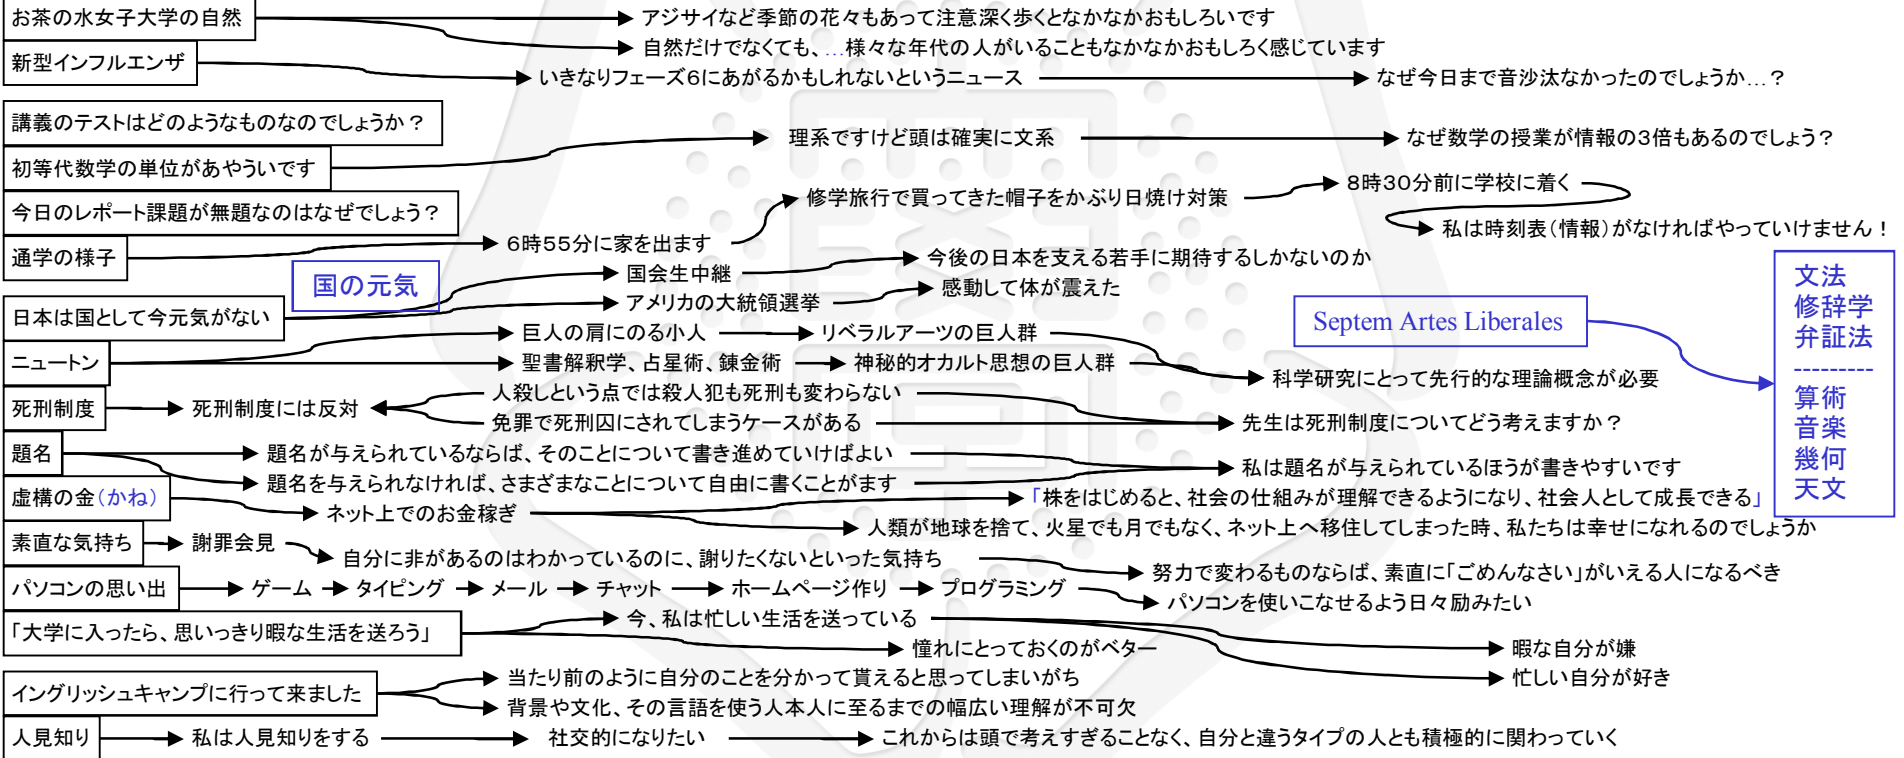 お茶の水女子大学の自然
アジサイなど季節の花々もあって注意深く歩くとなかなかおもしろいです
自然だけでなくても、…様々な年代の人がいることもなかなかおもしろく感じています
新型インフルエンザ
いきなりフェーズ６にあがるかもしれないというニュース
なぜ今日まで音沙汰なかったのでしょうか…？
講義のテストはどのようなものなのでしょうか？
初等代数学の単位があやういです
理系ですけど頭は確実に文系
なぜ数学の授業が情報の３倍もあるのでしょう？
今日のレポート課題が無題なのはなぜでしょう？
通学の様子
６時５５分に家を出ます
修学旅行で買ってきた帽子をかぶり日焼け対策
８時３０分前に学校に着く
私は時刻表（情報）がなければやっていけません！
国の元気
日本は国として今元気がない
国会生中継
今後の日本を支える若手に期待するしかないのか
アメリカの大統領選挙
感動して体が震えた
ニュートン
巨人の肩にのる小人
リベラルアーツの巨人群
聖書解釈学、占星術、錬金術
神秘的オカルト思想の巨人群
科学研究にとって先行的な理論概念が必要
Septem Artes Liberales
文法
修辞学
弁証法
---------
算術
音楽
幾何
天文
死刑制度
死刑制度には反対
人殺しという点では殺人犯も死刑も変わらない
免罪で死刑囚にされてしまうケースがある
先生は死刑制度についてどう考えますか？
題名
題名が与えられているならば、そのことについて書き進めていけばよい
題名を与えられなければ、さまざまなことについて自由に書くことがます
私は題名が与えられているほうが書きやすいです
虚構の金（かね）
ネット上でのお金稼ぎ
「株をはじめると、社会の仕組みが理解できるようになり、社会人として成長できる」
人類が地球を捨て、火星でも月でもなく、ネット上へ移住してしまった時、私たちは幸せになれるのでしょうか
素直な気持ち
謝罪会見
自分に非があるのはわかっているのに、謝りたくないといった気持ち
努力で変わるものならば、素直に「ごめんなさい」がいえる人になるべき
パソコンの思い出
ゲーム
タイピング
メール
チャット
ホームページ作り
プログラミング
パソコンを使いこなせるよう日々励みたい
「大学に入ったら、思いっきり暇な生活を送ろう」
今、私は忙しい生活を送っている
憧れにとっておくのがベター
暇な自分が嫌
忙しい自分が好き
イングリッシュキャンプに行って来ました
当たり前のように自分のことを分かって貰えると思ってしまいがち
背景や文化、その言語を使う人本人に至るまでの幅広い理解が不可欠
人見知り
私は人見知りをする
社交的になりたい
これからは頭で考えすぎることなく、自分と違うタイプの人とも積極的に関わっていく